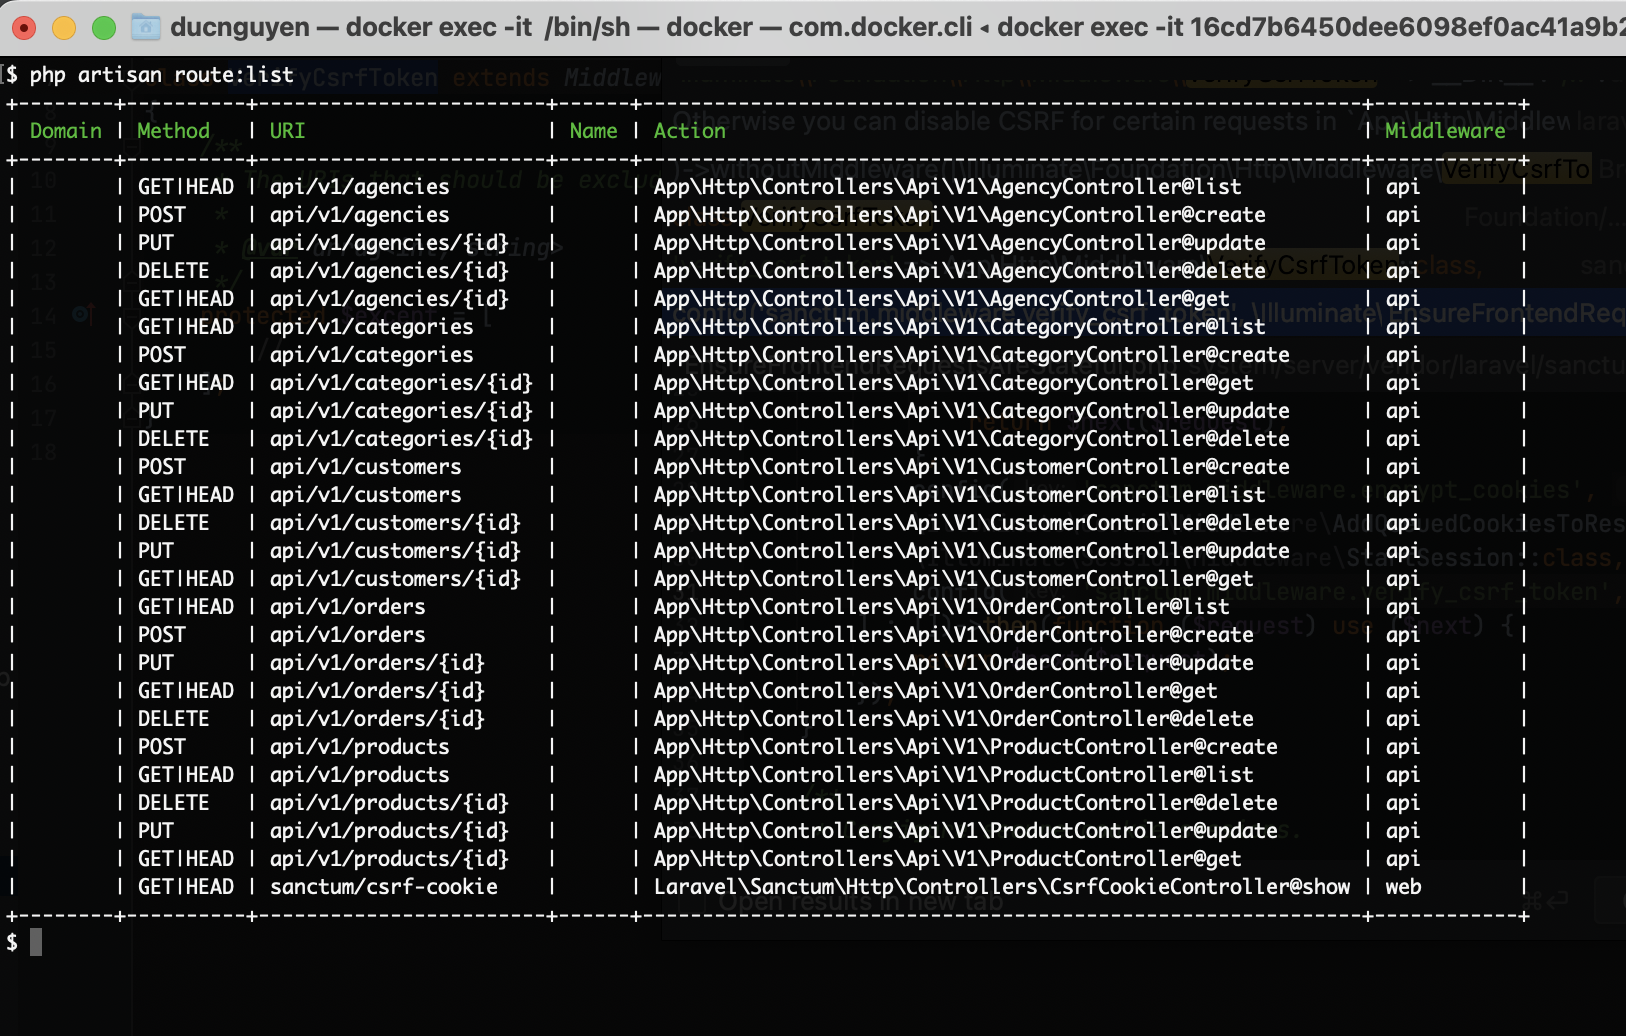 ducnguyen — docker exec -it /bin/sh — docker — com.docker.cli ◂ docker exec -it 16cd7b6450dee6098ef0ac41a9b2
$ php artisan route:list
+--------+----------+-------------------------+------+------------------------------------------------------------+------------+
| Domain | Method | URI | Name | Action | Middleware |
+--------+----------+-------------------------+------+------------------------------------------------------------+------------+
| | GET|HEAD | api/v1/agencies | | App\Http\Controllers\Api\V1\AgencyController@list | api |
| | POST | api/v1/agencies | | App\Http\Controllers\Api\V1\AgencyController@create | api |
| | PUT | api/v1/agencies/{id} | | App\Http\Controllers\Api\V1\AgencyController@update | api |
| | DELETE | api/v1/agencies/{id} | | App\Http\Controllers\Api\V1\AgencyController@delete | api |
| | GET|HEAD | api/v1/agencies/{id} | | App\Http\Controllers\Api\V1\AgencyController@get | api |
| | GET|HEAD | api/v1/categories | | App\Http\Controllers\Api\V1\CategoryController@list | api |
| | POST | api/v1/categories | | App\Http\Controllers\Api\V1\CategoryController@create | api |
| | GET|HEAD | api/v1/categories/{id} | | App\Http\Controllers\Api\V1\CategoryController@get | api |
| | PUT | api/v1/categories/{id} | | App\Http\Controllers\Api\V1\CategoryController@update | api |
| | DELETE | api/v1/categories/{id} | | App\Http\Controllers\Api\V1\CategoryController@delete | api |
| | POST | api/v1/customers | | App\Http\Controllers\Api\V1\CustomerController@create | api |
| | GET|HEAD | api/v1/customers | | App\Http\Controllers\Api\V1\CustomerController@list | api |
| | DELETE | api/v1/customers/{id} | | App\Http\Controllers\Api\V1\CustomerController@delete | api |
| | PUT | api/v1/customers/{id} | | App\Http\Controllers\Api\V1\CustomerController@update | api |
| | GET|HEAD | api/v1/customers/{id} | | App\Http\Controllers\Api\V1\CustomerController@get | api |
| | GET|HEAD | api/v1/orders | | App\Http\Controllers\Api\V1\OrderController@list | api |
| | POST | api/v1/orders | | App\Http\Controllers\Api\V1\OrderController@create | api |
| | PUT | api/v1/orders/{id} | | App\Http\Controllers\Api\V1\OrderController@update | api |
| | GET|HEAD | api/v1/orders/{id} | | App\Http\Controllers\Api\V1\OrderController@get | api |
| | DELETE | api/v1/orders/{id} | | App\Http\Controllers\Api\V1\OrderController@delete | api |
| | POST | api/v1/products | | App\Http\Controllers\Api\V1\ProductController@create | api |
| | GET|HEAD | api/v1/products | | App\Http\Controllers\Api\V1\ProductController@list | api |
| | DELETE | api/v1/products/{id} | | App\Http\Controllers\Api\V1\ProductController@delete | api |
| | PUT | api/v1/products/{id} | | App\Http\Controllers\Api\V1\ProductController@update | api |
| | GET|HEAD | api/v1/products/{id} | | App\Http\Controllers\Api\V1\ProductController@get | api |
| | GET|HEAD | sanctum/csrf-cookie | | Laravel\Sanctum\Http\Controllers\CsrfCookieController@show | web |
+--------+----------+-------------------------+------+------------------------------------------------------------+------------+
$